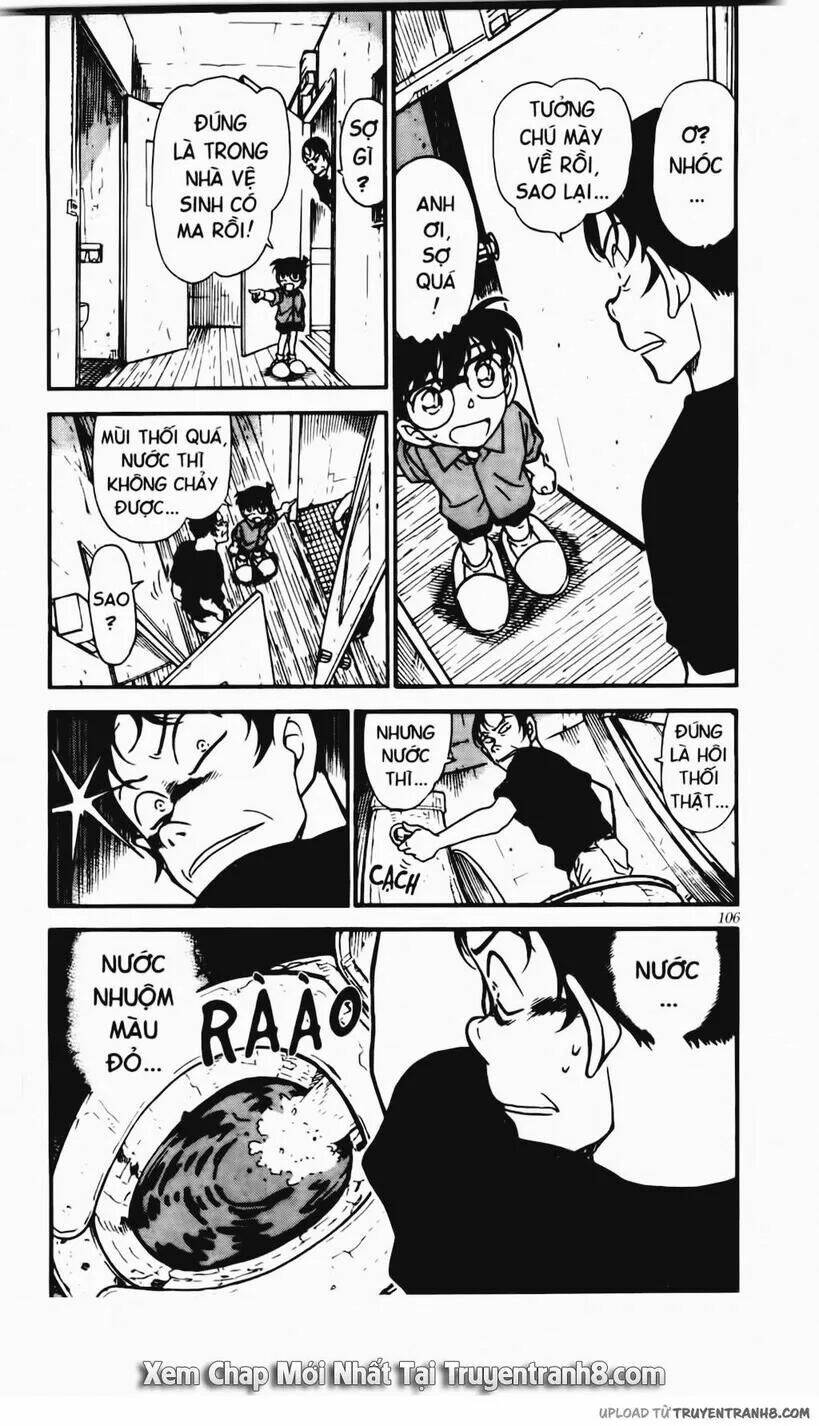 Ơ?
NHÓC
...
TƯỞNG
CHÚ MÀY
VỀ RỒI,
SAO LẠI...
ANH
ƠI,
SỢ
QUÁ
!
SỢ
GÌ
?
ĐÚNG
LÀ TRONG
NHÀ VỆ
SINH CÓ
MA RỒI!
MÙI THỐI QUÁ,
NƯỚC THÌ
KHÔNG CHẢY
ĐƯỢC...
SAO
?
ĐÚNG
LÀ HÔI
THỐI
THẬT...
NHƯNG
NƯỚC
THÌ...
CẠCH
106
NƯỚC
...
RÀÀO
NƯỚC
NHUỘM
MÀU
ĐỎ...
Xem Chap Mới Nhất Tại Truyentranh8.com
UPLOAD TỪ TRUYENTRANH8.COM